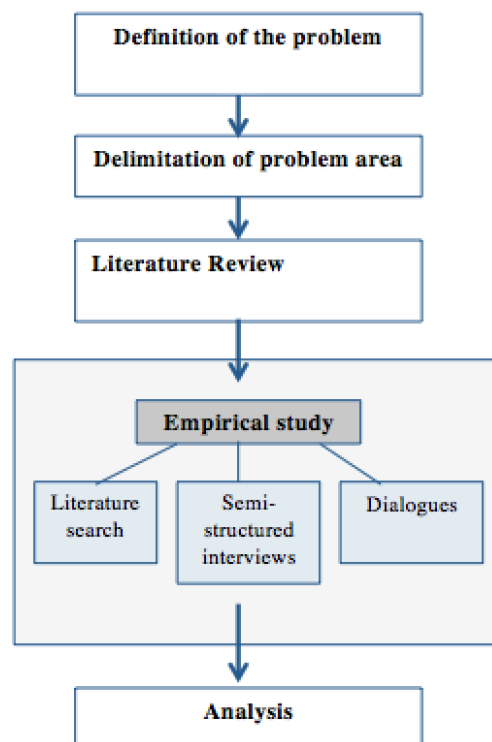 Definition of the problem
Delimitation of problem area
Literature Review
Empirical study
Literature
search
Semi-
structured
interviews
Dialogues
Analysis